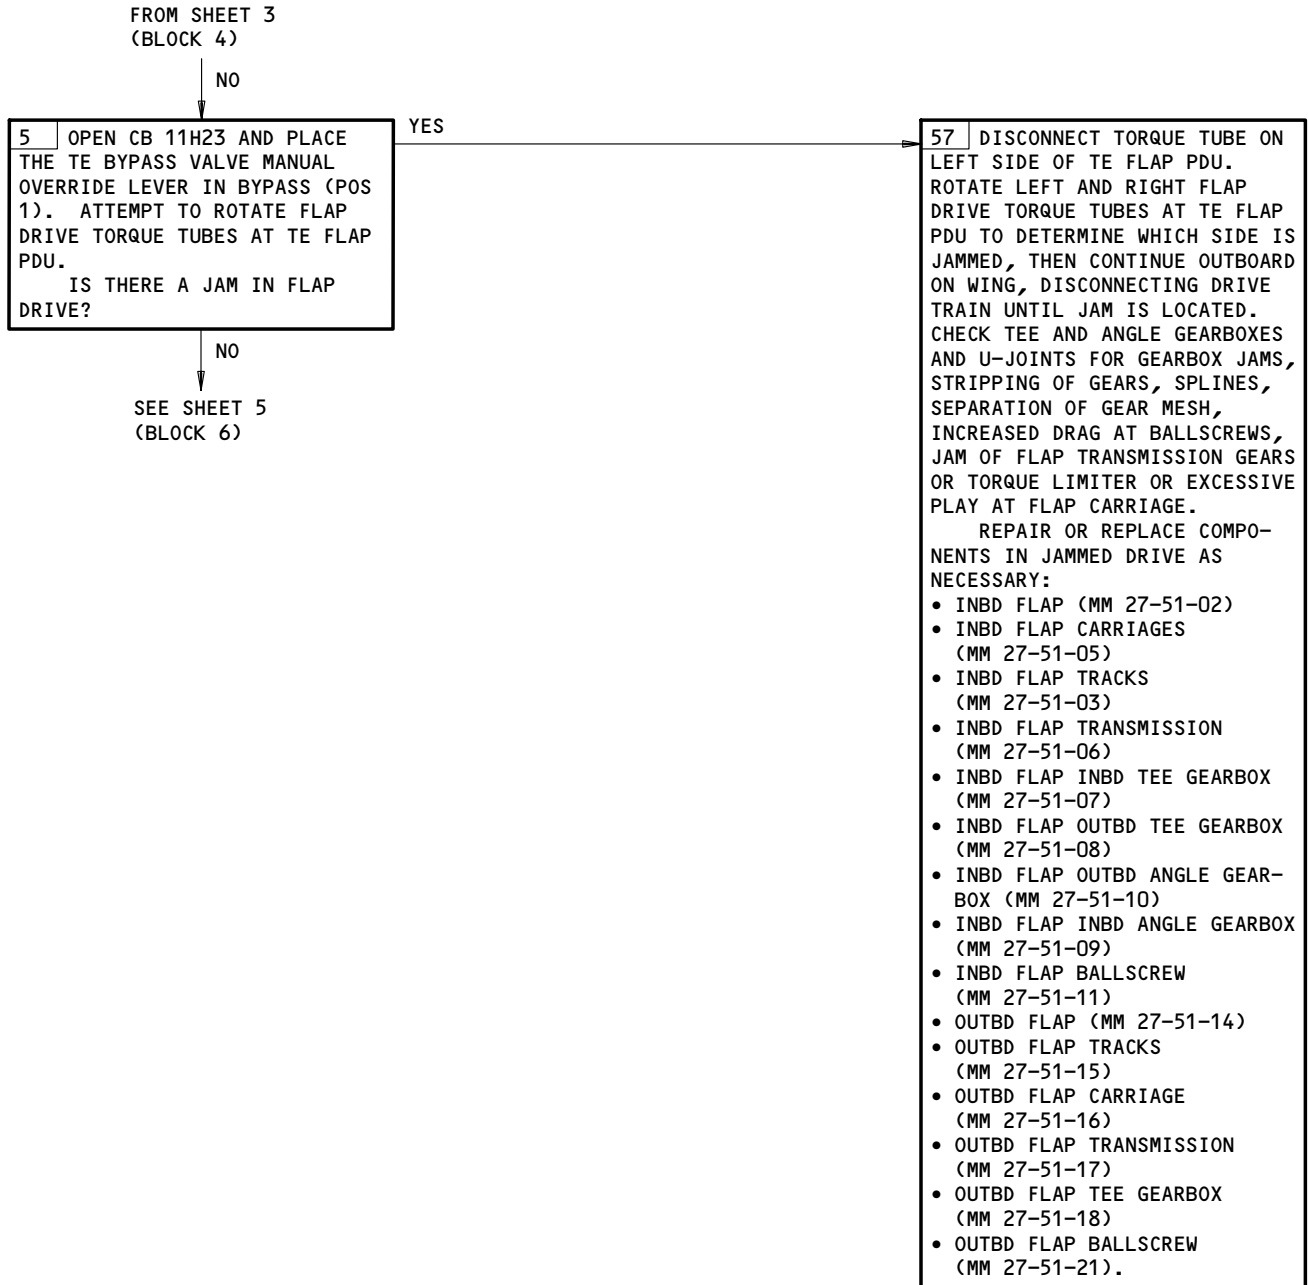 FROM SHEET 3
(BLOCK 4)
NO
5 OPEN CB 11H23 AND PLACE
THE TE BYPASS VALVE MANUAL
OVERRIDE LEVER IN BYPASS (POS
1). ATTEMPT TO ROTATE FLAP
DRIVE TORQUE TUBES AT TE FLAP
PDU.
IS THERE A JAM IN FLAP
DRIVE?
NO
SEE SHEET 5
(BLOCK 6)
YES
57 DISCONNECT TORQUE TUBE ON
LEFT SIDE OF TE FLAP PDU.
ROTATE LEFT AND RIGHT FLAP
DRIVE TORQUE TUBES AT TE FLAP
PDU TO DETERMINE WHICH SIDE IS
JAMMED, THEN CONTINUE OUTBOARD
ON WING, DISCONNECTING DRIVE
TRAIN UNTIL JAM IS LOCATED.
CHECK TEE AND ANGLE GEARBOXES
AND U-JOINTS FOR GEARBOX JAMS,
STRIPPING OF GEARS, SPLINES,
SEPARATION OF GEAR MESH,
INCREASED DRAG AT BALLSCREWS,
JAM OF FLAP TRANSMISSION GEARS
OR TORQUE LIMITER OR EXCESSIVE
PLAY AT FLAP CARRIAGE.
REPAIR OR REPLACE COMPO-
NENTS IN JAMMED DRIVE AS
NECESSARY:
• INBD FLAP (MM 27-51-02)
• INBD FLAP CARRIAGES
(MM 27-51-05)
• INBD FLAP TRACKS
(MM 27-51-03)
• INBD FLAP TRANSMISSION
(MM 27-51-06)
• INBD FLAP INBD TEE GEARBOX
(MM 27-51-07)
• INBD FLAP OUTBD TEE GEARBOX
(MM 27-51-08)
• INBD FLAP OUTBD ANGLE GEAR-
BOX (MM 27-51-10)
• INBD FLAP INBD ANGLE GEARBOX
(MM 27-51-09)
• INBD FLAP BALLSCREW
(MM 27-51-11)
• OUTBD FLAP (MM 27-51-14)
• OUTBD FLAP TRACKS
(MM 27-51-15)
• OUTBD FLAP CARRIAGE
(MM 27-51-16)
• OUTBD FLAP TRANSMISSION
(MM 27-51-17)
• OUTBD FLAP TEE GEARBOX
(MM 27-51-18)
• OUTBD FLAP BALLSCREW
(MM 27-51-21).